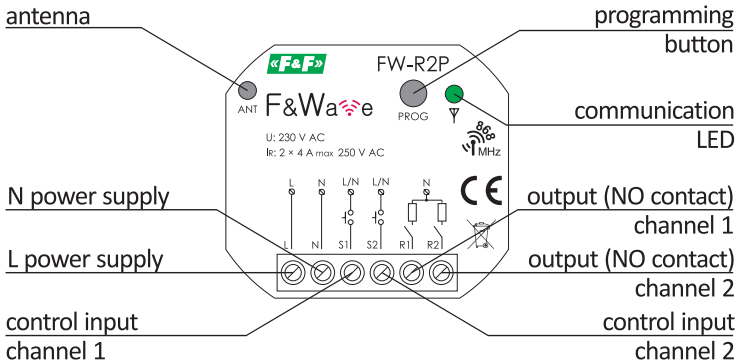 antenna
programming
button
«F&F»
FW-R2P
ANT
F&Wave
PROG
communication
LED
868
MHz
U: 230 V AC
IR: 2 × 4 A max 250 V AC
N power supply
L N L/N L/N N
CE
output (NO contact)
channel 1
L N S1 S2 R1 R2
L power supply
output (NO contact)
channel 2
control input
channel 1
control input
channel 2